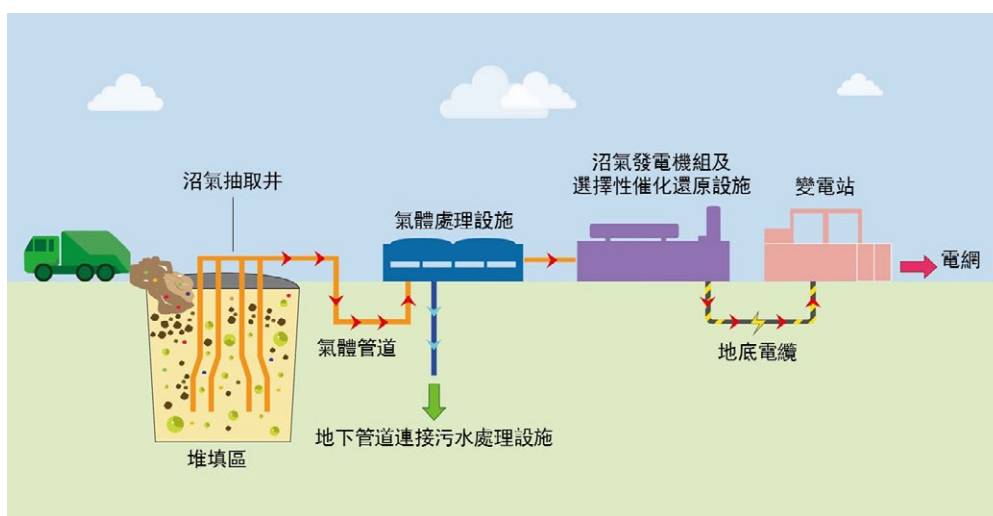 沼氣抽取井
氣體處理設施
沼氣發電機組及
選擇性催化還原設施
變電站
電網
氣體管道
地底電纜
地下管道連接污水處理設施
堆填區